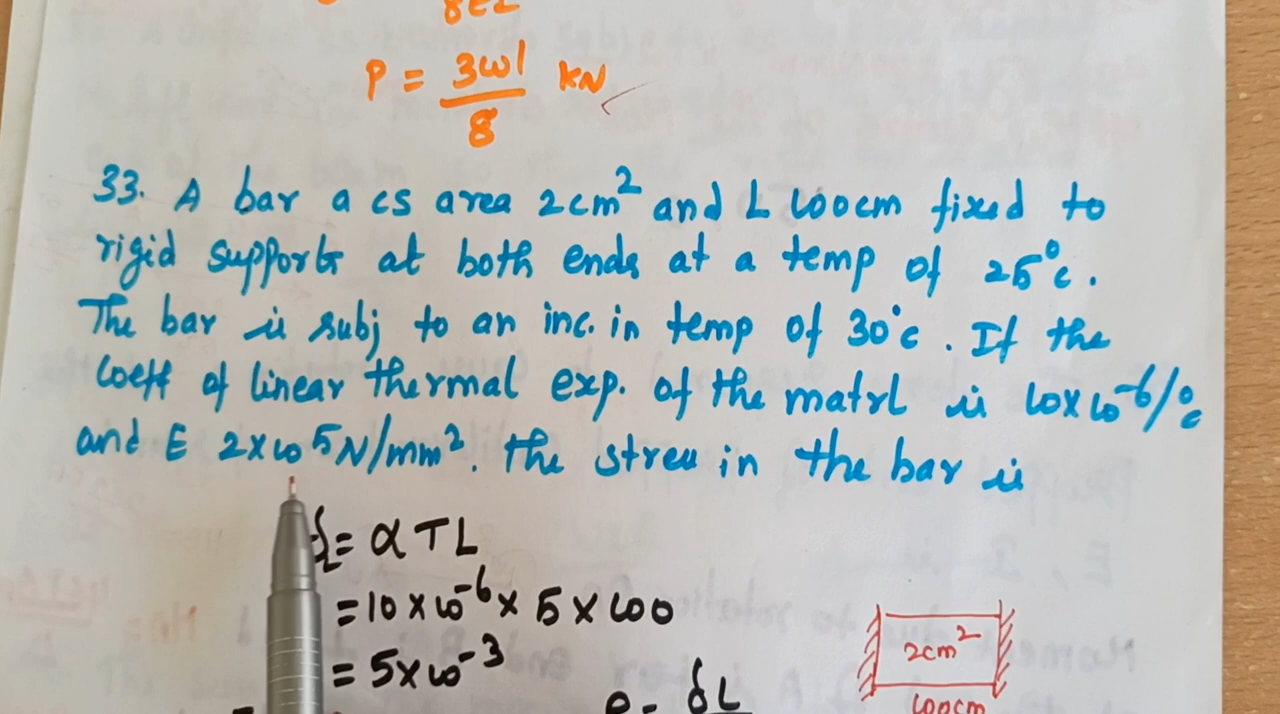 8EI
P = 3wl/8 KN
33. A bar a cs area 2cm² and L 100cm fixed to
rigid supports at both ends at a temp of 25°c.
The bar is subj to an inc. in temp of 30°c. If the
coeff of linear thermal exp. of the matrl is 10×10⁻⁶/°c
and E 2×10⁵N/mm². The stress in the bar is
= αTL
= 10×10⁻⁶× 5×100
= 5×10⁻³
δL
2cm²
100cm